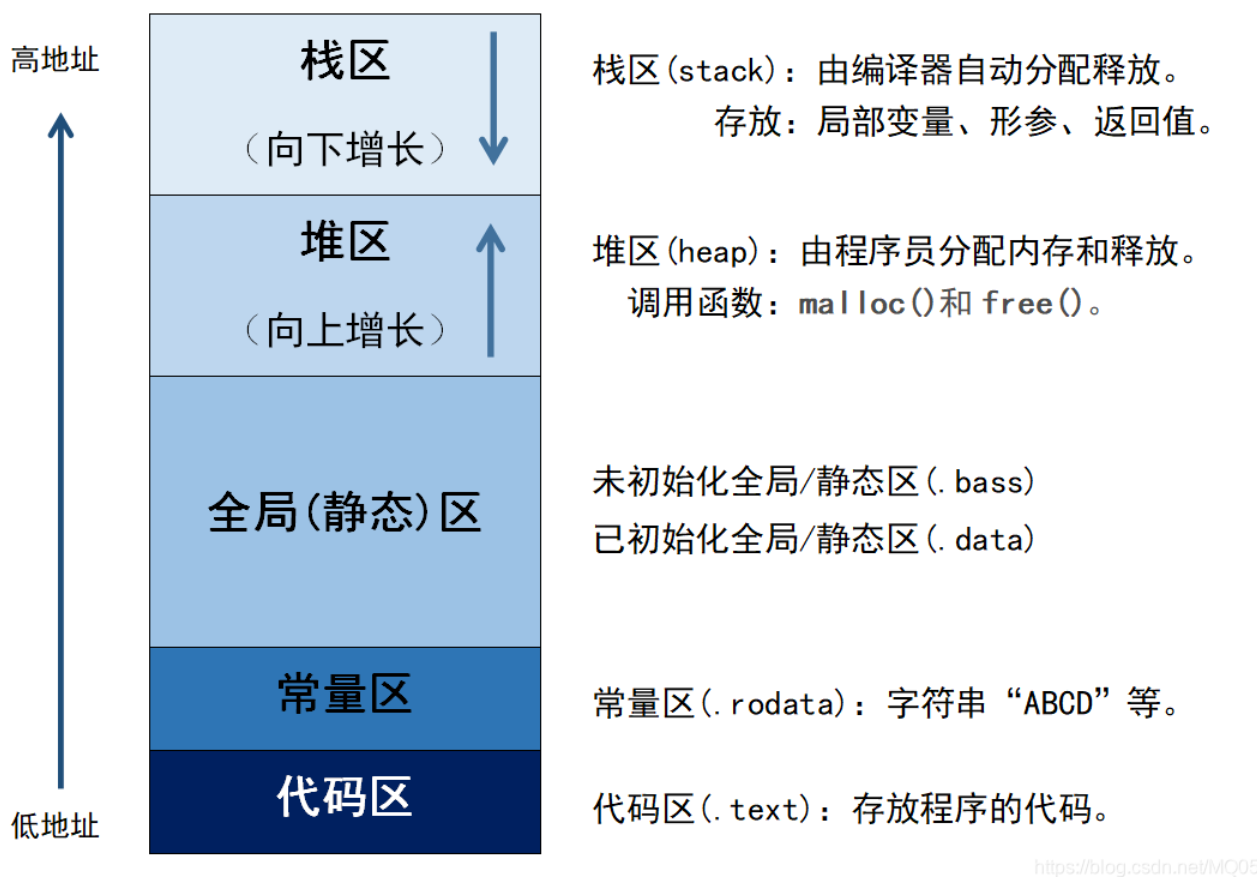 高地址
栈区
（向下增长）
栈区(stack)：由编译器自动分配释放。
存放：局部变量、形参、返回值。
堆区
（向上增长）
堆区(heap)：由程序员分配内存和释放。
调用函数：malloc()和 free()。
全局(静态)区
未初始化全局/静态区(.bass)
已初始化全局/静态区(.data)
常量区
常量区(.rodata)：字符串“ABCD”等。
代码区
代码区(.text)：存放程序的代码。
低地址
https://blog.csdn.net/MQ05